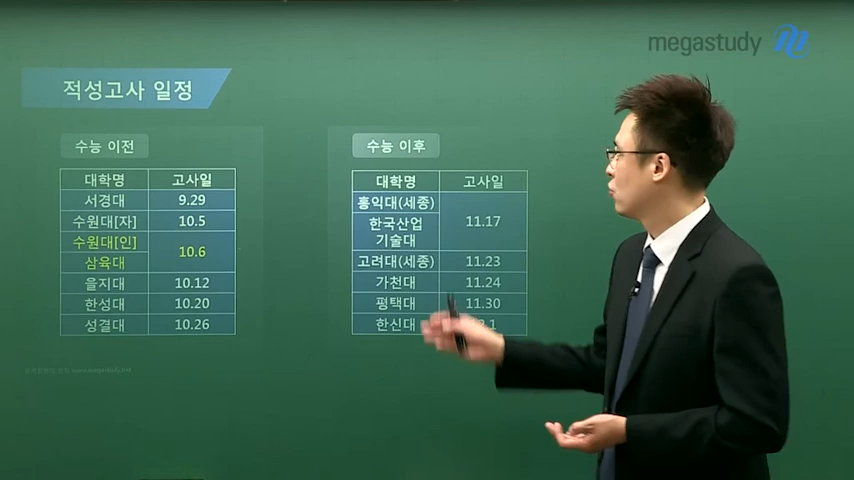 megastudy
적성고사 일정
수능 이전
대학명 고사일
서경대 9.29
수원대[자] 10.5
수원대[인] 10.6
삼육대
을지대 10.12
한성대 10.20
성결대 10.26
수능 이후
대학명 고사일
홍익대(세종) 11.17
한국산업
기술대
고려대(세종) 11.23
가천대 11.24
평택대 11.30
한신대